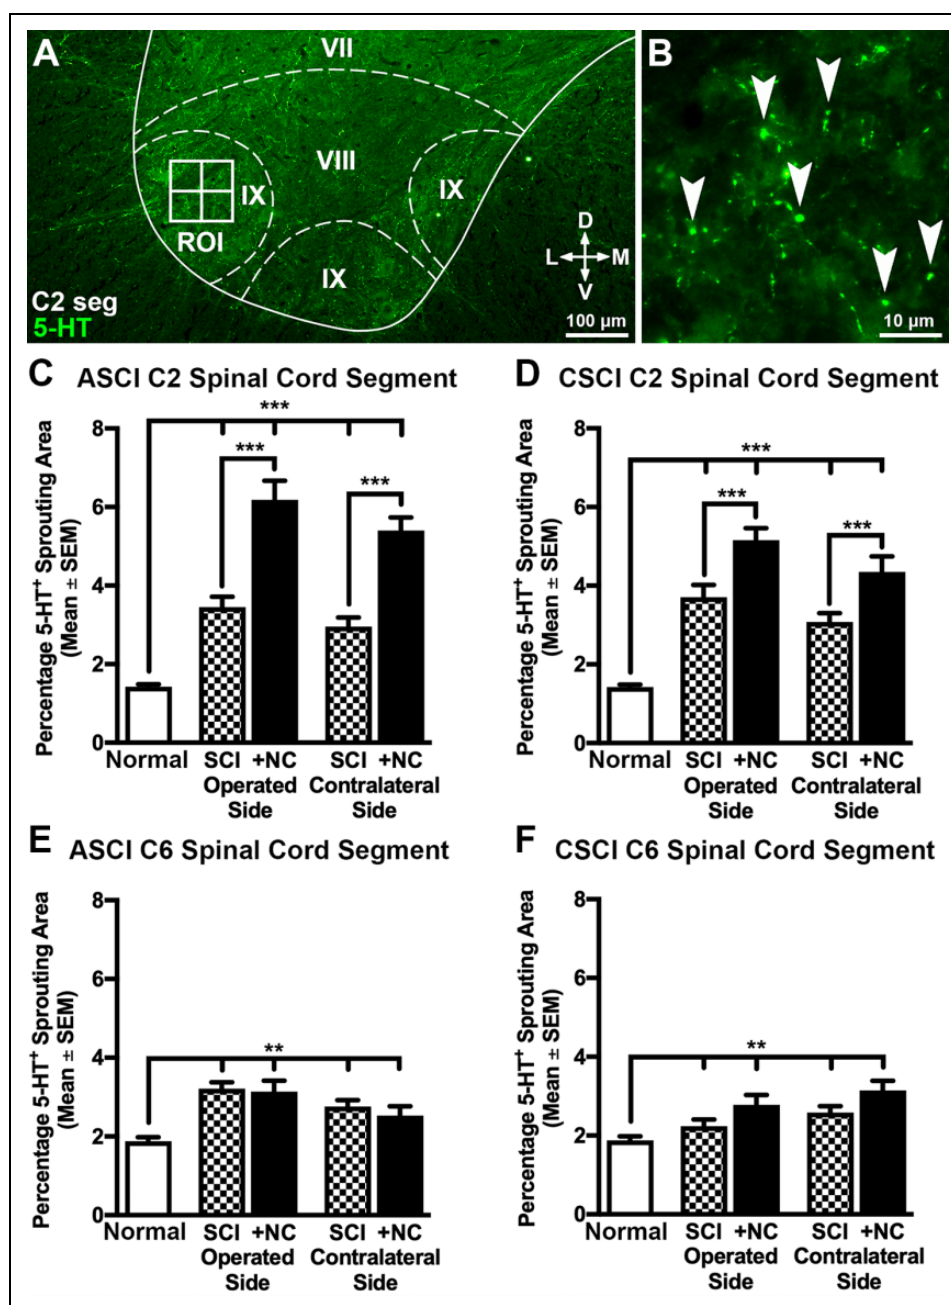 A
VII
VIII
IX
IX
ROI
IX
D
L M
V
C2 seg
5-HT
100 µm
B
10 µm
C ASCI C2 Spinal Cord Segment
Percentage 5-HT⁺ Sprouting Area
(Mean ± SEM)
8
6
4
2
0
***
***
***
Normal SCI +NC SCI +NC
Operated Contralateral
Side Side
D CSCI C2 Spinal Cord Segment
Percentage 5-HT⁺ Sprouting Area
(Mean ± SEM)
8
6
4
2
0
***
***
***
Normal SCI +NC SCI +NC
Operated Contralateral
Side Side
E ASCI C6 Spinal Cord Segment
Percentage 5-HT⁺ Sprouting Area
(Mean ± SEM)
8
6
4
2
0
**
Normal SCI +NC SCI +NC
Operated Contralateral
Side Side
F CSCI C6 Spinal Cord Segment
Percentage 5-HT⁺ Sprouting Area
(Mean ± SEM)
8
6
4
2
0
**
Normal SCI +NC SCI +NC
Operated Contralateral
Side Side